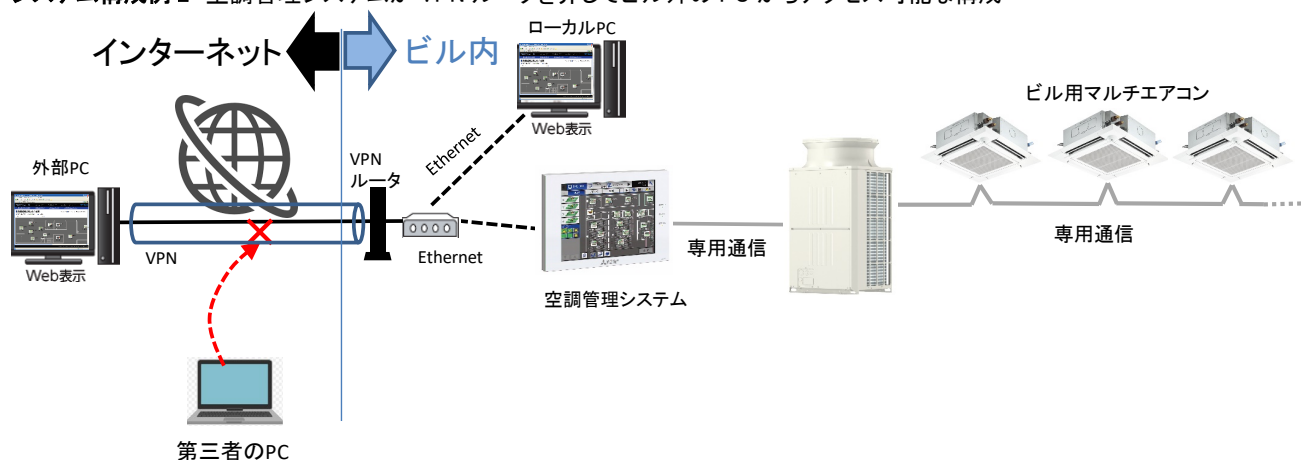 インターネット
ビル内
ローカルPC
Web表示
ビル用マルチエアコン
外部PC
Web表示
VPN
VPN
ルータ
Ethernet
Ethernet
空調管理システム
専用通信
専用通信
第三者のPC